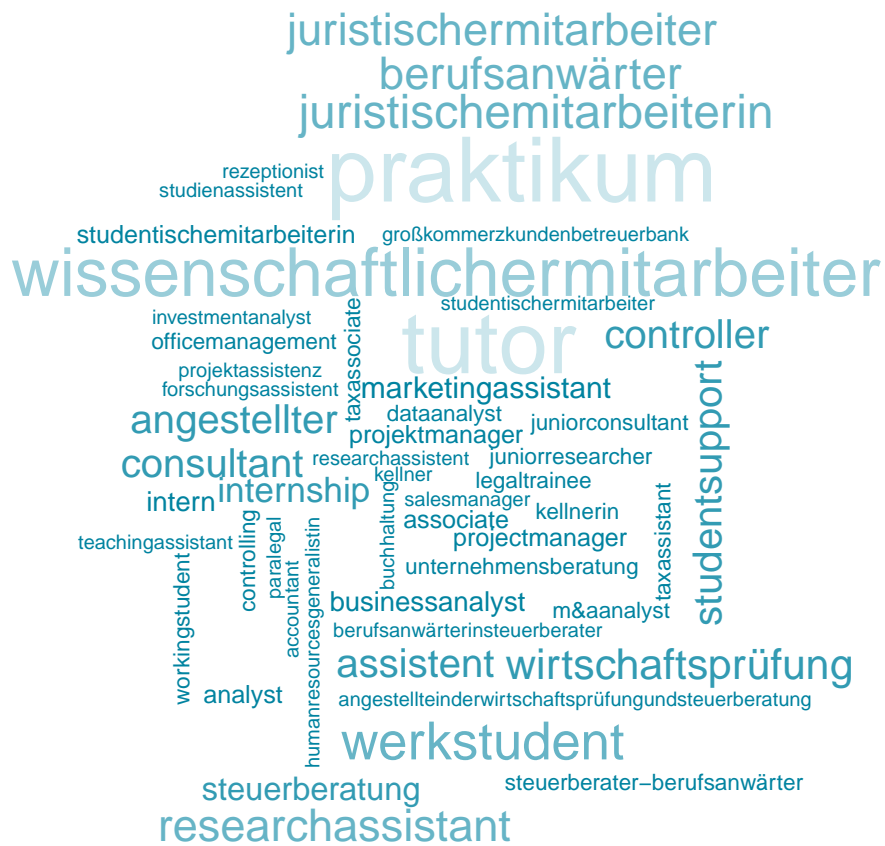 juristischermitarbeiter
berufsanwärter
juristischemitarbeiterin
praktikum
rezeptionist
studienassistent
studentischemitarbeiterin
großkommerzkundenbetreuerbank
wissenschaftlichermitarbeiter
studentischermitarbeiter
investmentanalyst
taxassociate
tutor
controller
officemanagement
projektassistenz
forschungsassistent
marketingassistant
studentsupport
angestellter
dataanalyst
juniorconsultant
projektmanager
consultant
researchassistent
juniorresearcher
kellner
legaltrainee
intern
internship
buchhaltung
salesmanager
kellnerin
taxassistant
associate
projectmanager
teachingassistant
controlling
paralegal
humanresourcesgeneralistin
workingstudent
accountant
unternehmensberatung
businessanalyst
m&aanalyst
berufsanwärterinsteuerberater
assistent
wirtschaftsprüfung
analyst
angestellteinderwirtschaftsprüfungundsteuerberatung
werkstudent
steuerberatung
steuerberater–berufsanwärter
researchassistant